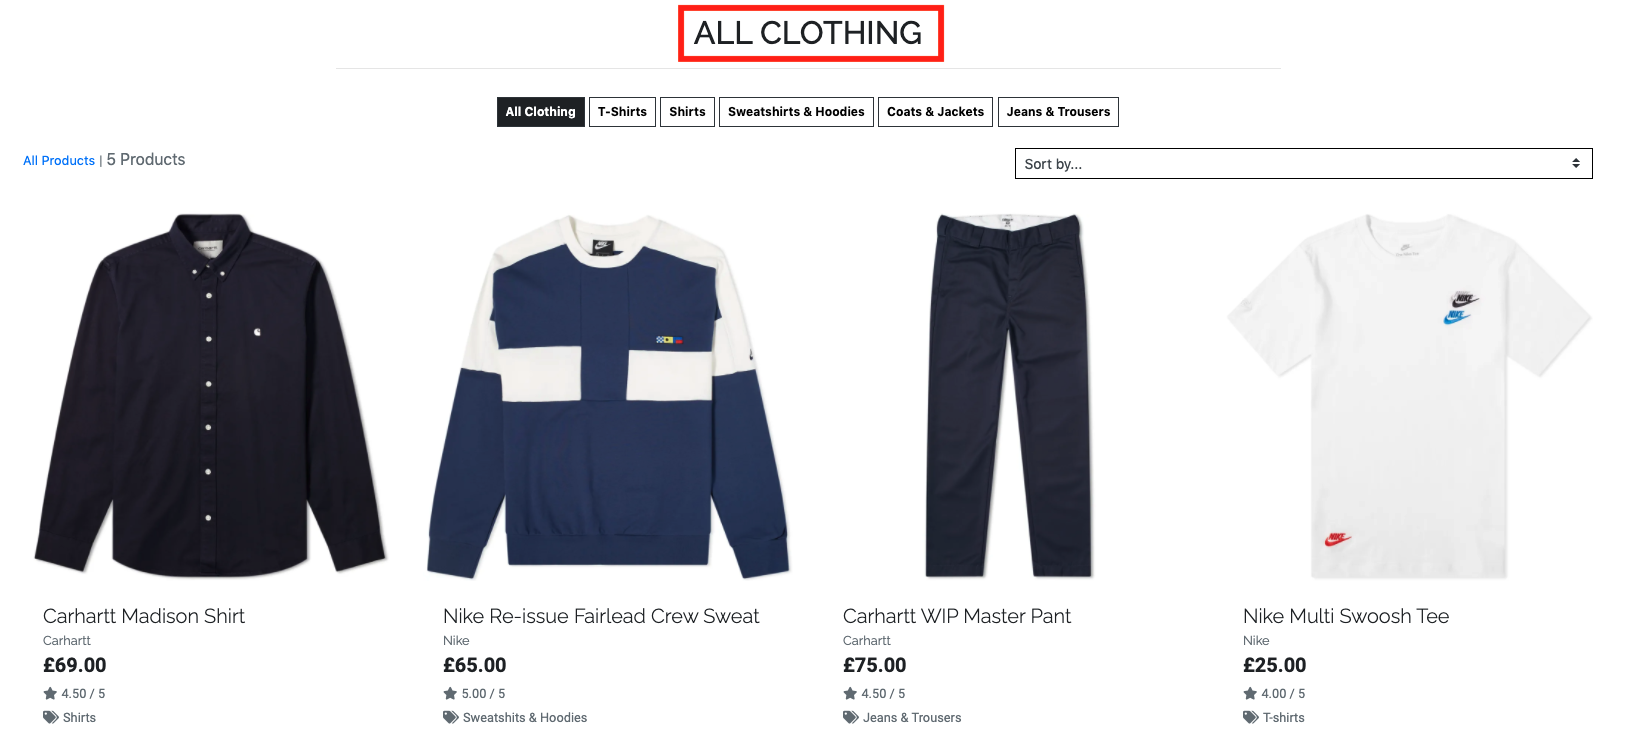 ALL CLOTHING
All Clothing T-Shirts Shirts Sweatshirts & Hoodies Coats & Jackets Jeans & Trousers
All Products | 5 Products
Sort by...
NIKE
NIKE
NIKE
Carhartt Madison Shirt
Carhartt
£69.00
4.50 / 5
Shirts
Nike Re-issue Fairlead Crew Sweat
Nike
£65.00
5.00 / 5
Sweatshits & Hoodies
Carhartt WIP Master Pant
Carhartt
£75.00
4.50 / 5
Jeans & Trousers
Nike Multi Swoosh Tee
Nike
£25.00
4.00 / 5
T-shirts